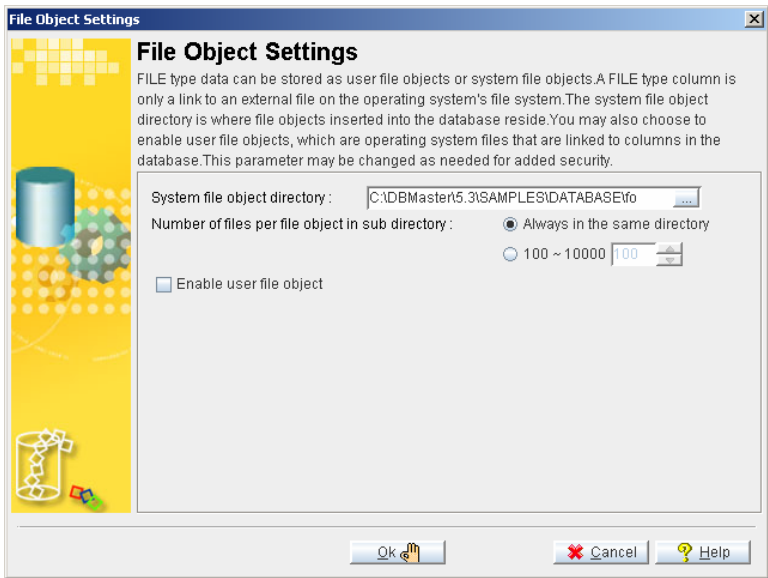 File Object Settings
File Object Settings
FILE type data can be stored as user file objects or system file objects.A FILE type column is
only a link to an external file on the operating system's file system.The system file object
directory is where file objects inserted into the database reside.You may also choose to
enable user file objects, which are operating system files that are linked to columns in the
database.This parameter may be changed as needed for added security.
System file object directory : C:\DBMaster\5.3\SAMPLES\DATABASE\fo ...
Number of files per file object in sub directory : Always in the same directory
100 ~ 10000 100
Enable user file object
Ok Cancel Help